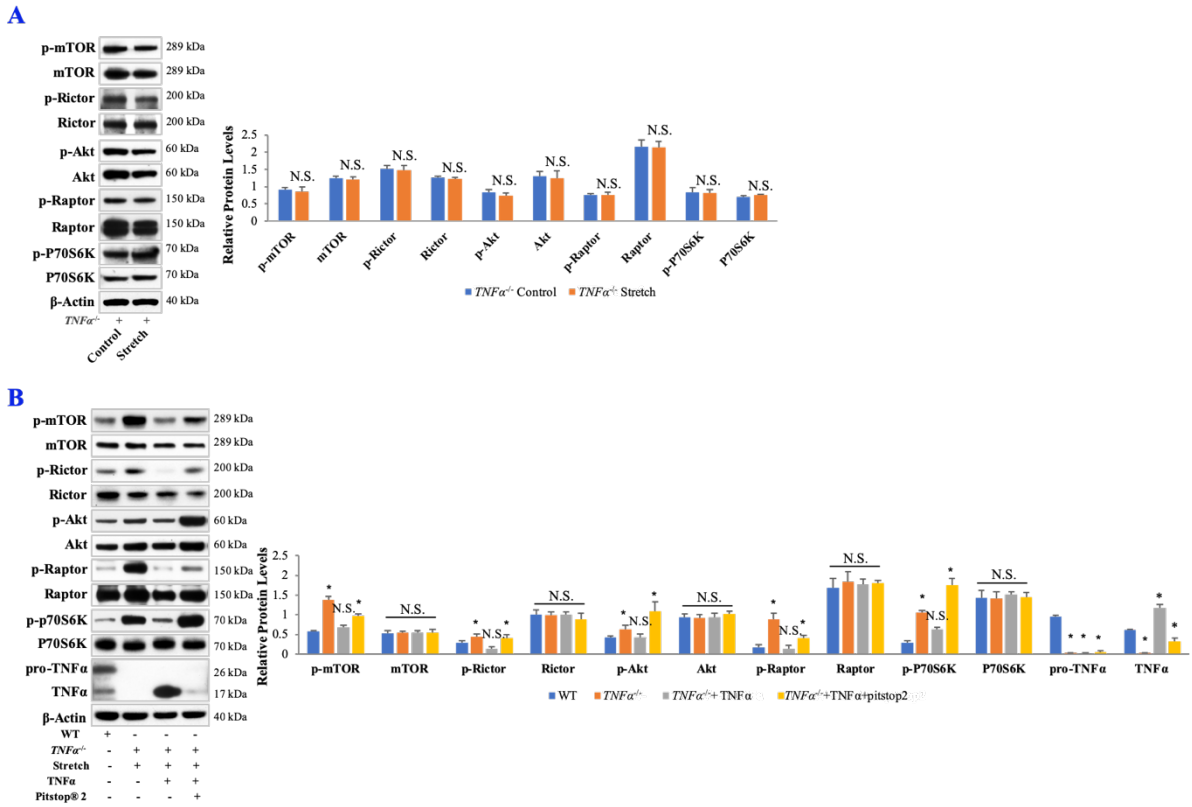 A
p-mTOR 289 kDa
mTOR 289 kDa
p-Rictor 200 kDa
Rictor 200 kDa
p-Akt 60 kDa
Akt 60 kDa
p-Raptor 150 kDa
Raptor 150 kDa
p-P70S6K 70 kDa
P70S6K 70 kDa
β-Actin 40 kDa
TNFα-/- + +
Control Stretch
Relative Protein Levels
2.5
2
1.5
1
0.5
0
N.S. N.S. N.S. N.S. N.S. N.S. N.S. N.S. N.S. N.S.
p-mTOR mTOR p-Rictor Rictor p-Akt Akt p-Raptor Raptor p-P70S6K P70S6K
TNFα-/- Control TNFα-/- Stretch
B
p-mTOR 289 kDa
mTOR 289 kDa
p-Rictor 200 kDa
Rictor 200 kDa
p-Akt 60 kDa
Akt 60 kDa
p-Raptor 150 kDa
Raptor 150 kDa
p-p70S6K 70 kDa
P70S6K 70 kDa
pro-TNFα 26 kDa
TNFα 17 kDa
β-Actin 40 kDa
WT + - - -
TNFα-/- - + + +
Stretch - + + +
TNFα - - + +
Pitstop® 2 - - - +
Relative Protein Levels
2.5
2
1.5
1
0.5
0
* N.S. * N.S. * N.S. * N.S. * N.S. * N.S. * N.S. * N.S. * N.S. * N.S. * N.S. * * * * * *
p-mTOR mTOR p-Rictor Rictor p-Akt Akt p-Raptor Raptor p-P70S6K P70S6K pro-TNFα TNFα
WT TNFα-/- TNFα-/-+ TNFα TNFα-/-+TNFα+pitstop2